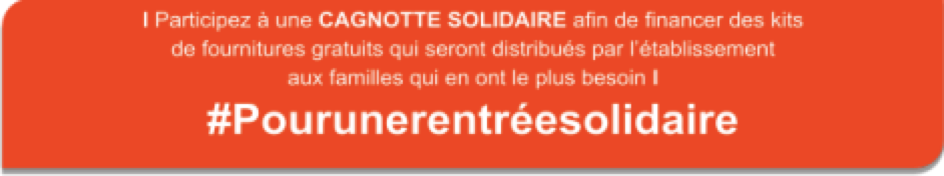 I Participez à une CAGNOTTE SOLIDAIRE afin de financer des kits
de fournitures gratuits qui seront distribués par l'établissement
aux familles qui en ont le plus besoin I
#Pourunerentréesolidaire